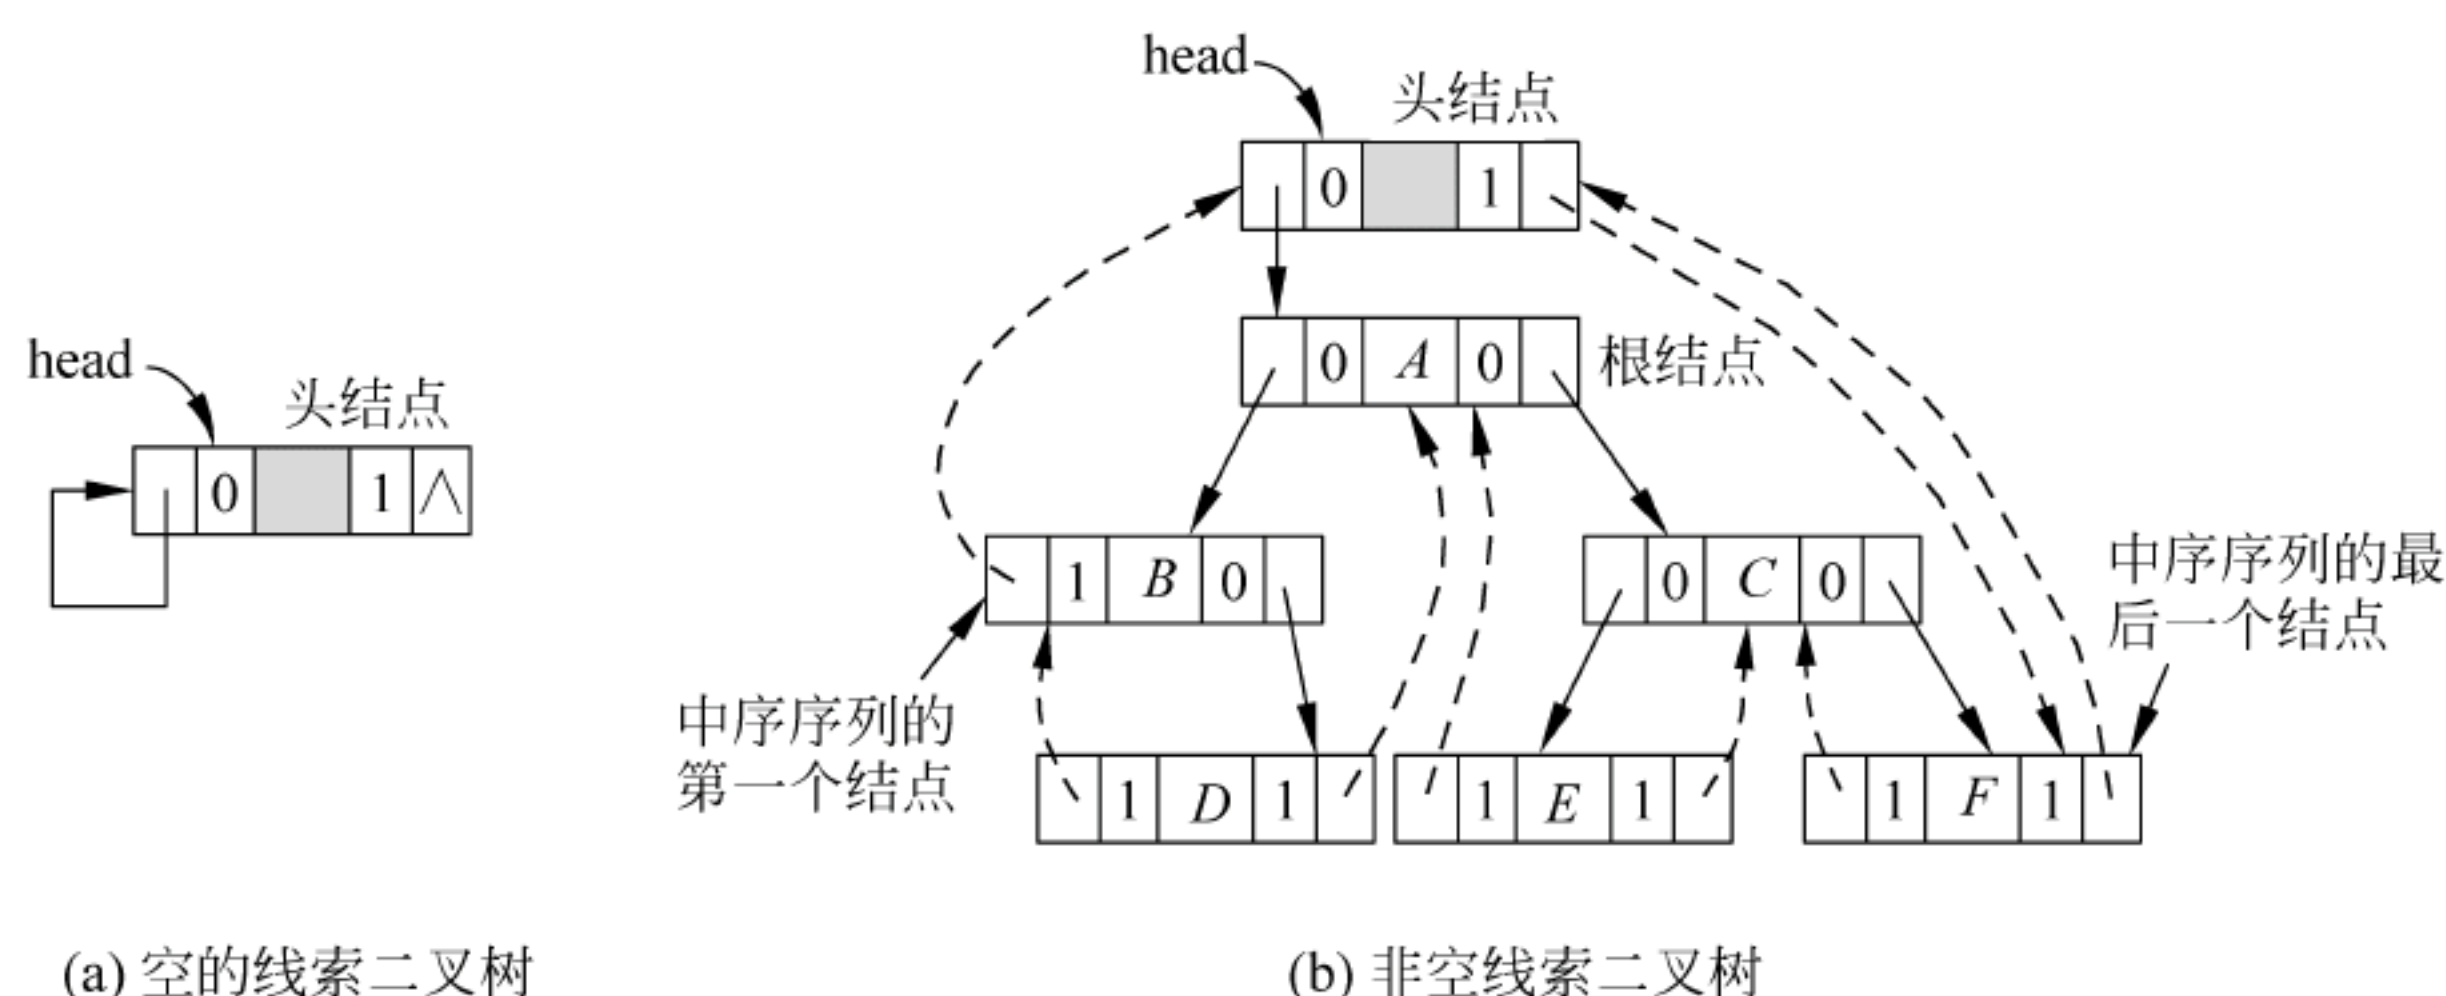 head
头结点
0 1
0 A 0 根结点
head
头结点
0 1 ∧
1 B 0
0 C 0
中序序列的最
后一个结点
中序序列的
第一个结点
1 D 1
1 E 1
1 F 1
(a) 空的线索二叉树
(b) 非空线索二叉树